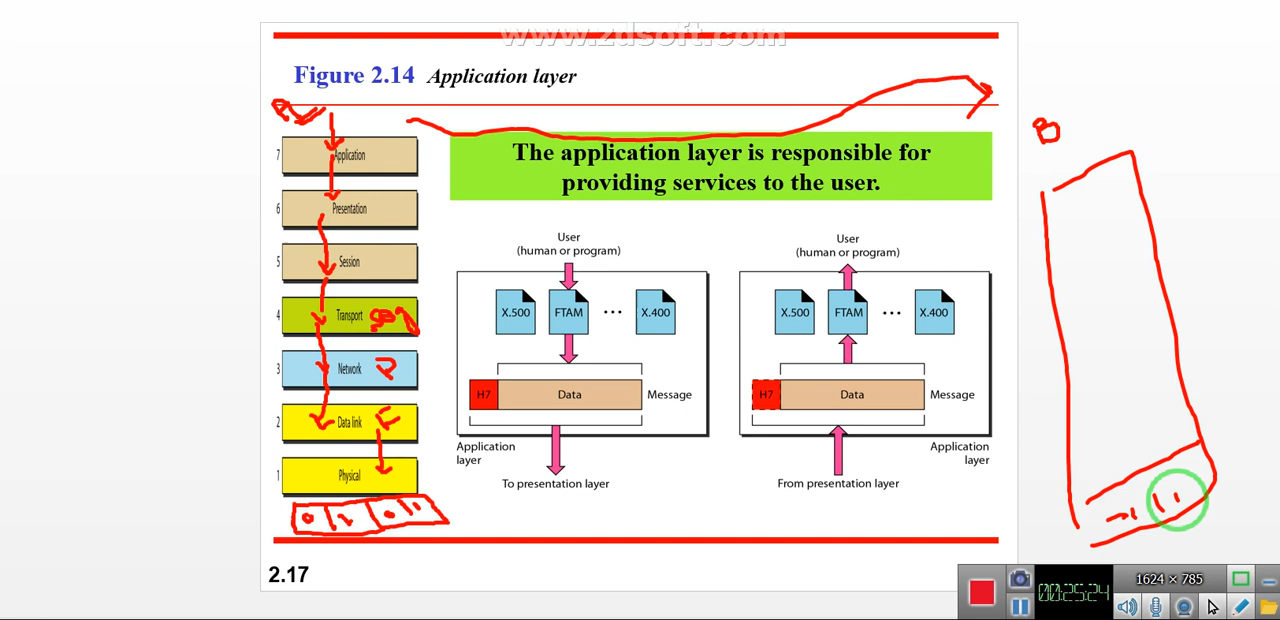 www.zdsoft.com
Figure 2.14 Application layer
7 Application
6 Presentation
5 Session
4 Transport
3 Network
2 Data link
1 Physical
The application layer is responsible for
providing services to the user.
User
(human or program)
X.500 FTAM ... X.400
H7 Data Message
Application
layer
To presentation layer
User
(human or program)
X.500 FTAM ... X.400
H7 Data Message
Application
layer
From presentation layer
B
2.17
00:25:24
1624 × 785